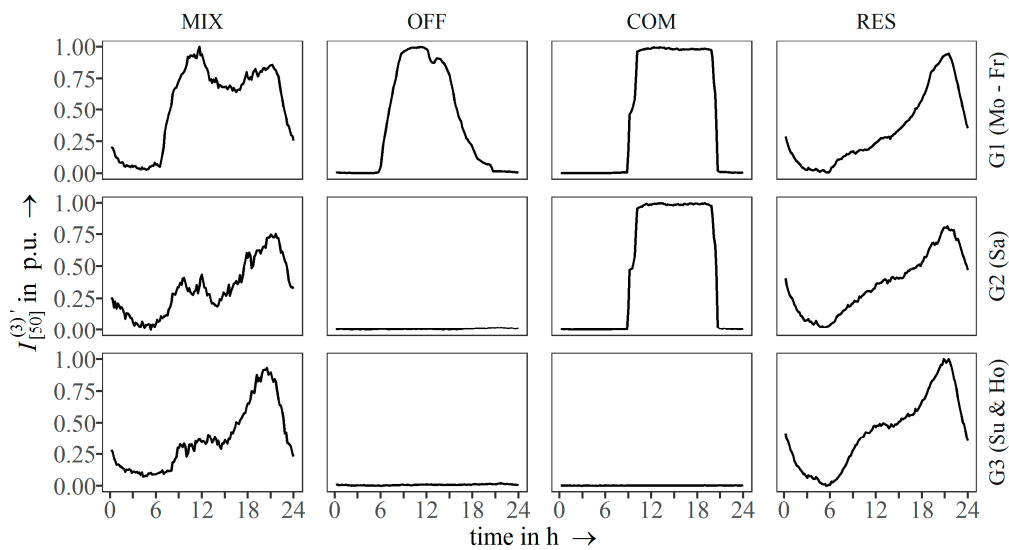 MIX OFF COM RES
1.00
0.75
0.50
0.25
0.00
G1 (Mo - Fr)
1.00
0.75
0.50
0.25
0.00
G2 (Sa)
1.00
0.75
0.50
0.25
0.00
G3 (Su & Ho)
I[50](3)' in p.u. →
0 6 12 18 24 0 6 12 18 24 0 6 12 18 24 0 6 12 18 24
time in h →